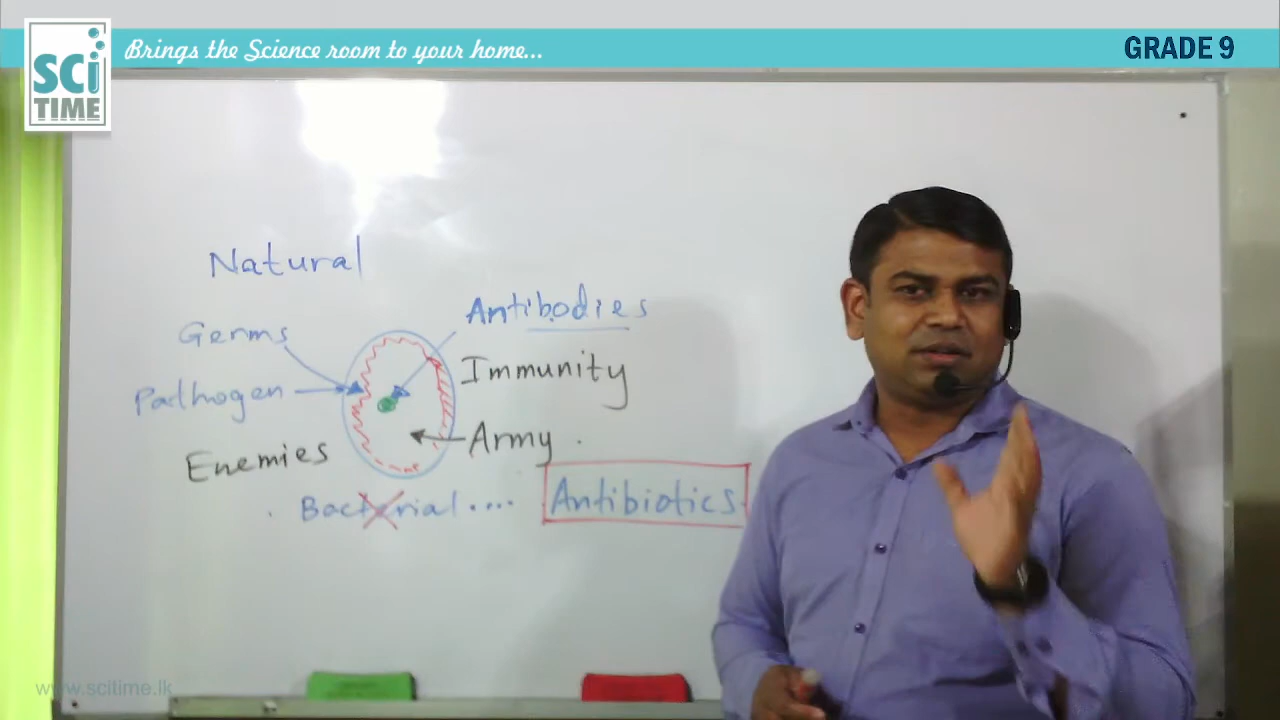 Brings the Science room to your home...
GRADE 9
SCi
TIME
Natural
Germs
Antibodies
Pathogen
Immunity
Enemies
Army .
Bacterial ....
Antibiotics
www.scitime.lk